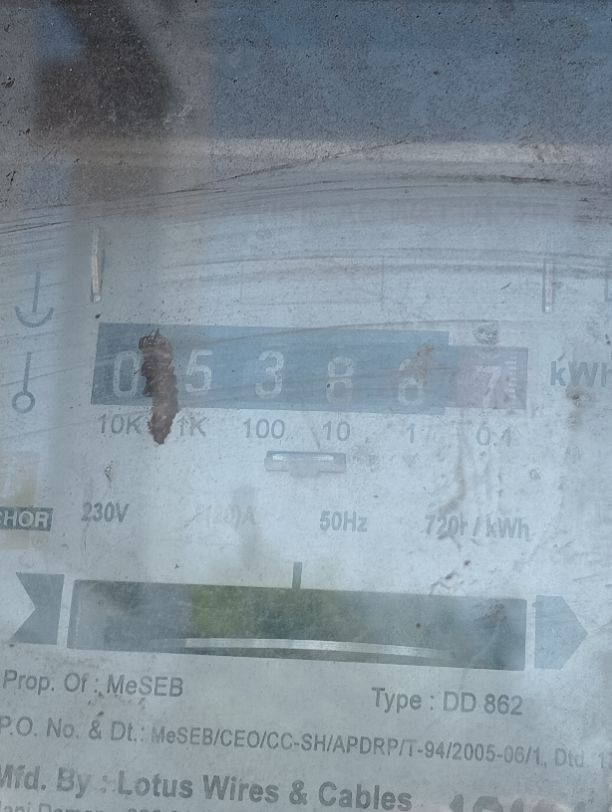 0 5 3 8 6 7
kWh
10K 1K 100 10 1 0.1
CHOR
230V 50Hz 720r / kWh
Prop. Of : MeSEB
Type : DD 862
P.O. No. & Dt.: MeSEB/CEO/CC-SH/APDRP/T-94/2005-06/1, Dtd.
Mfd. By : Lotus Wires & Cables